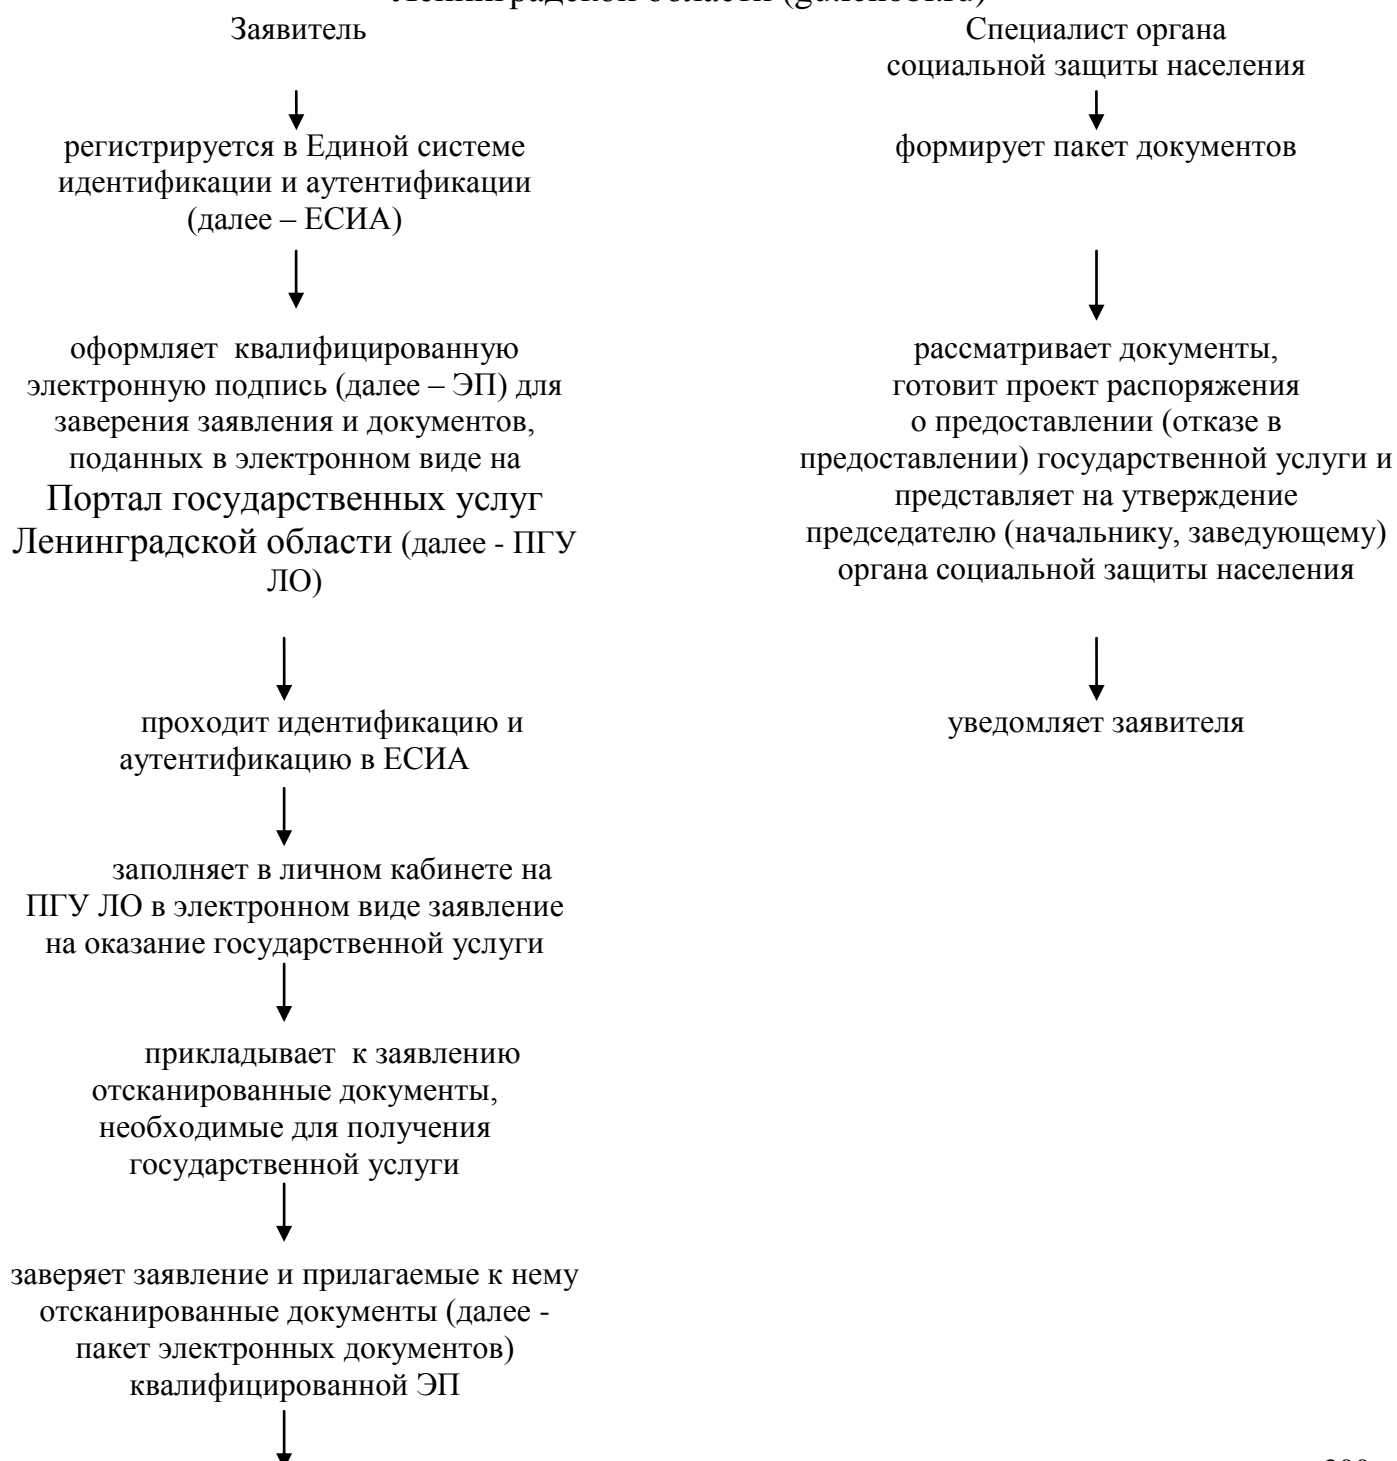 Ленинградской области (gu.lenobl.ru)
Заявитель
регистрируется в Единой системе
идентификации и аутентификации
(далее – ЕСИА)
оформляет квалифицированную
электронную подпись (далее – ЭП) для
заверения заявления и документов,
поданных в электронном виде на
Портал государственных услуг
Ленинградской области (далее - ПГУ
ЛО)
проходит идентификацию и
аутентификацию в ЕСИА
заполняет в личном кабинете на
ПГУ ЛО в электронном виде заявление
на оказание государственной услуги
прикладывает к заявлению
отсканированные документы,
необходимые для получения
государственной услуги
заверяет заявление и прилагаемые к нему
отсканированные документы (далее -
пакет электронных документов)
квалифицированной ЭП
Специалист органа
социальной защиты населения
формирует пакет документов
рассматривает документы,
готовит проект распоряжения
о предоставлении (отказе в
предоставлении) государственной услуги и
представляет на утверждение
председателю (начальнику, заведующему)
органа социальной защиты населения
уведомляет заявителя